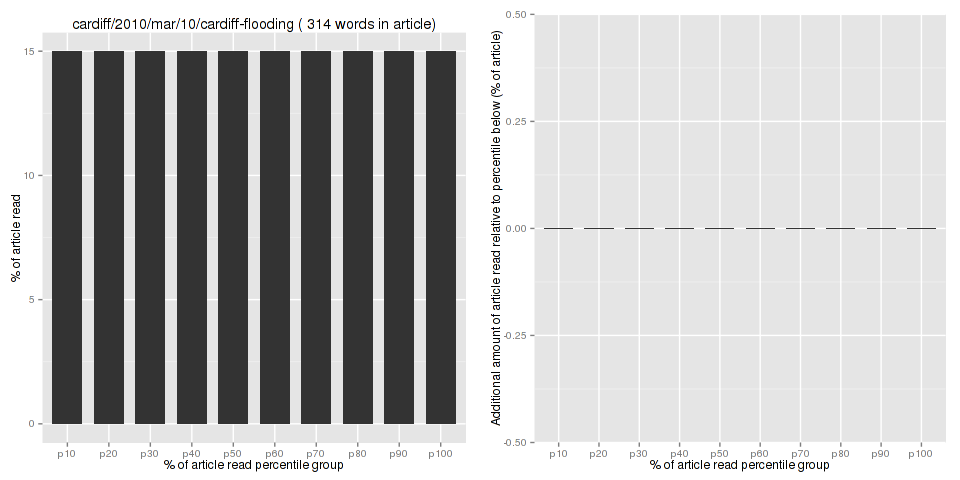 cardiff/2010/mar/10/cardiff-flooding ( 314 words in article)
% of article read
15
10
5
0
p10 p20 p30 p40 p50 p60 p70 p80 p90 p100
% of article read percentile group
Additional amount of article read relative to percentile below (% of article)
0.50
0.25
0.00
-0.25
-0.50
p10 p20 p30 p40 p50 p60 p70 p80 p90 p100
% of article read percentile group